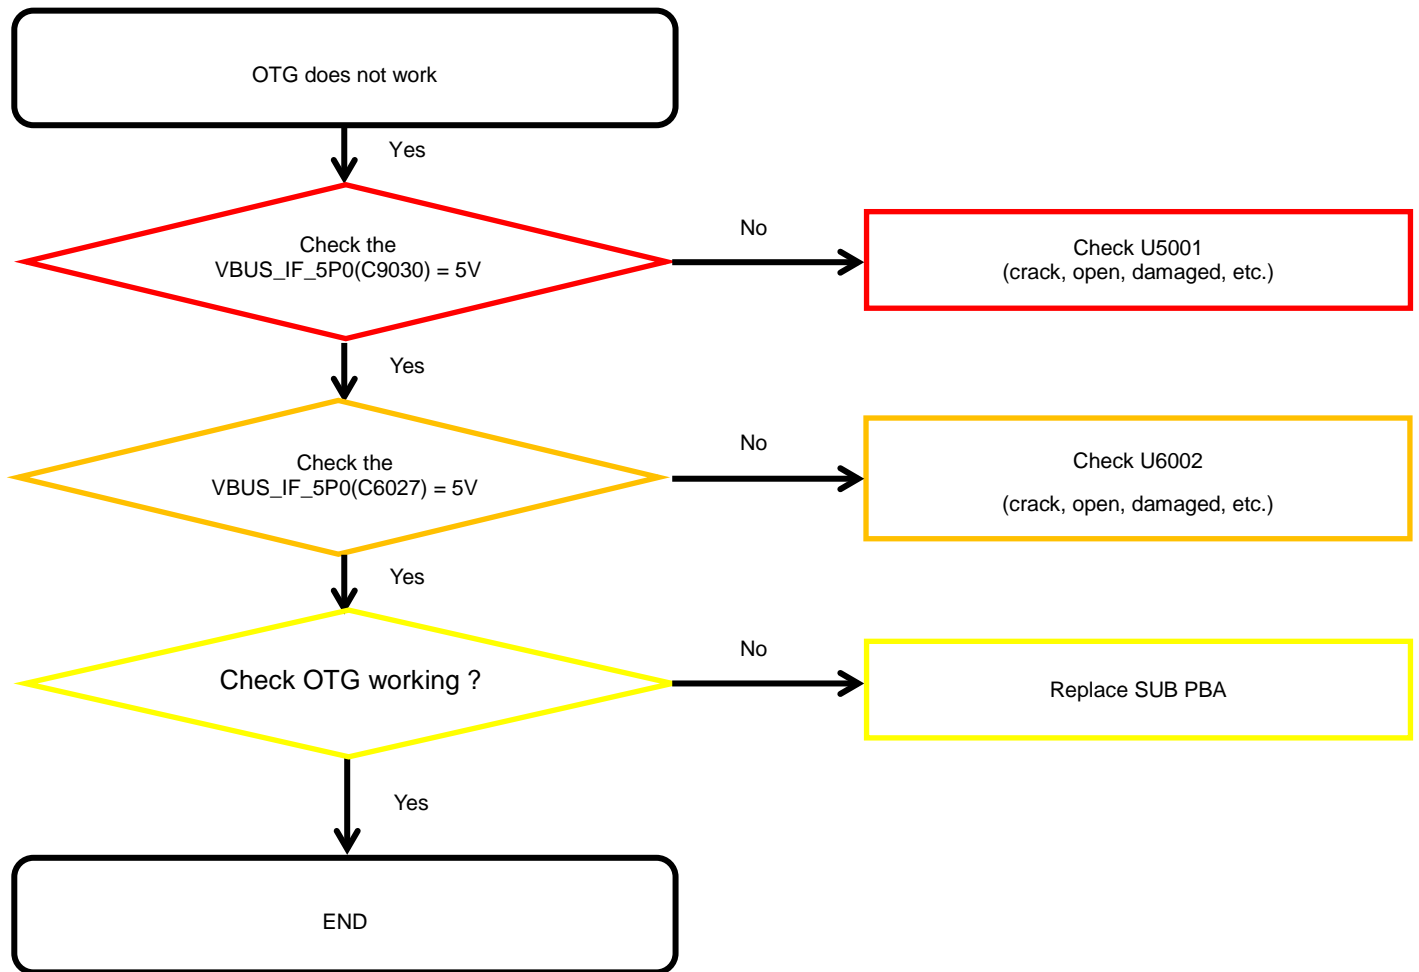 OTG does not work
Yes
Check the
VBUS_IF_5P0(C9030) = 5V
No
Check U5001
(crack, open, damaged, etc.)
Yes
Check the
VBUS_IF_5P0(C6027) = 5V
No
Check U6002
(crack, open, damaged, etc.)
Yes
Check OTG working ?
No
Replace SUB PBA
Yes
END